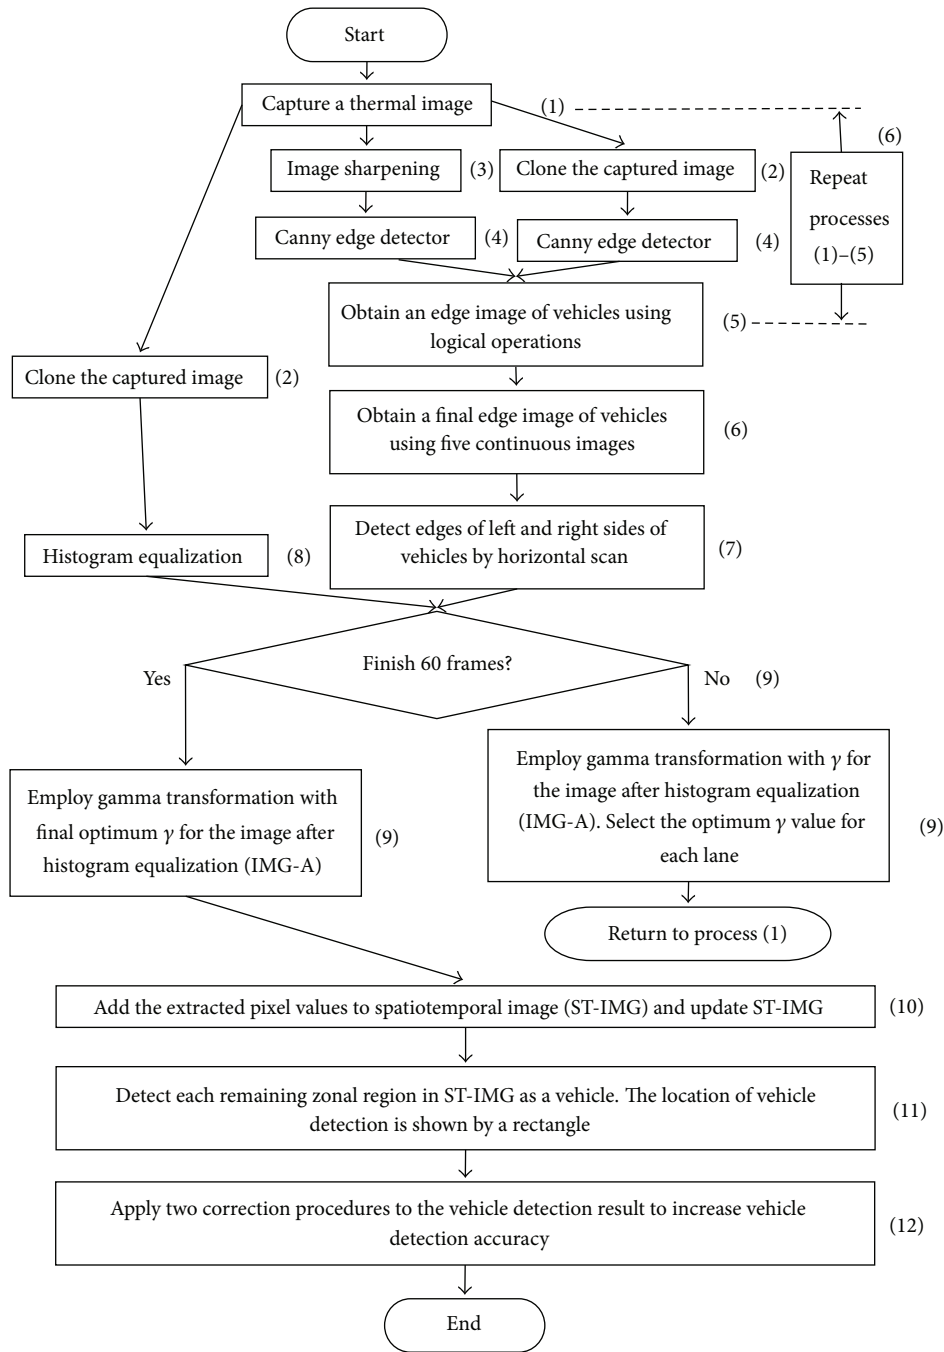 Start
Capture a thermal image
(1)
(6)
Image sharpening
(3)
Clone the captured image
(2)
Repeat
processes
(1)–(5)
Canny edge detector
(4)
Canny edge detector
(4)
Obtain an edge image of vehicles using
logical operations
(5)
Clone the captured image
(2)
Obtain a final edge image of vehicles
using five continuous images
(6)
Histogram equalization
(8)
Detect edges of left and right sides of
vehicles by horizontal scan
(7)
Finish 60 frames?
Yes
No
(9)
Employ gamma transformation with
final optimum γ for the image after
histogram equalization (IMG-A)
(9)
Employ gamma transformation with γ for
the image after histogram equalization
(IMG-A). Select the optimum γ value for
each lane
(9)
Return to process (1)
Add the extracted pixel values to spatiotemporal image (ST-IMG) and update ST-IMG
(10)
Detect each remaining zonal region in ST-IMG as a vehicle. The location of vehicle
detection is shown by a rectangle
(11)
Apply two correction procedures to the vehicle detection result to increase vehicle
detection accuracy
(12)
End